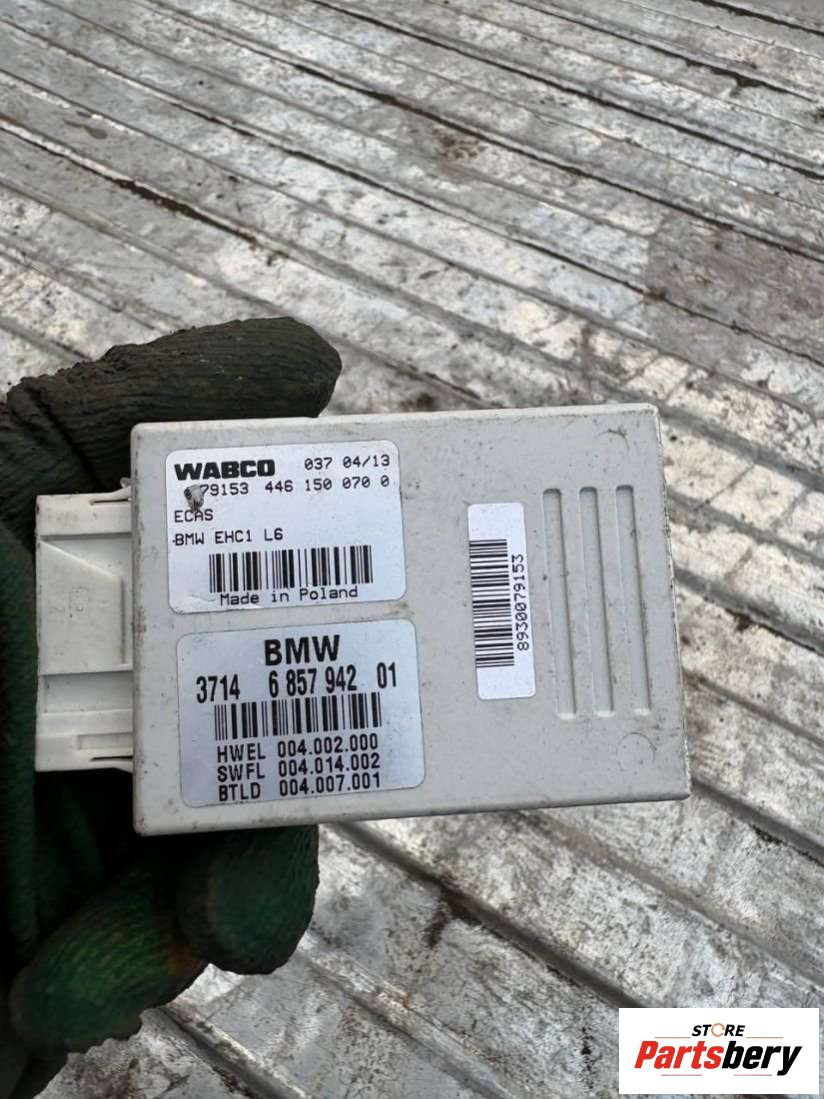 WABCO 037 04/13
79153 446 150 070 0
ECAS
BMW EHC1 L6
Made in Poland
BMW
3714 6 857 942 01
HWEL 004.002.000
SWFL 004.014.002
BTLD 004.007.001
8930079153
STORE
Partsbery